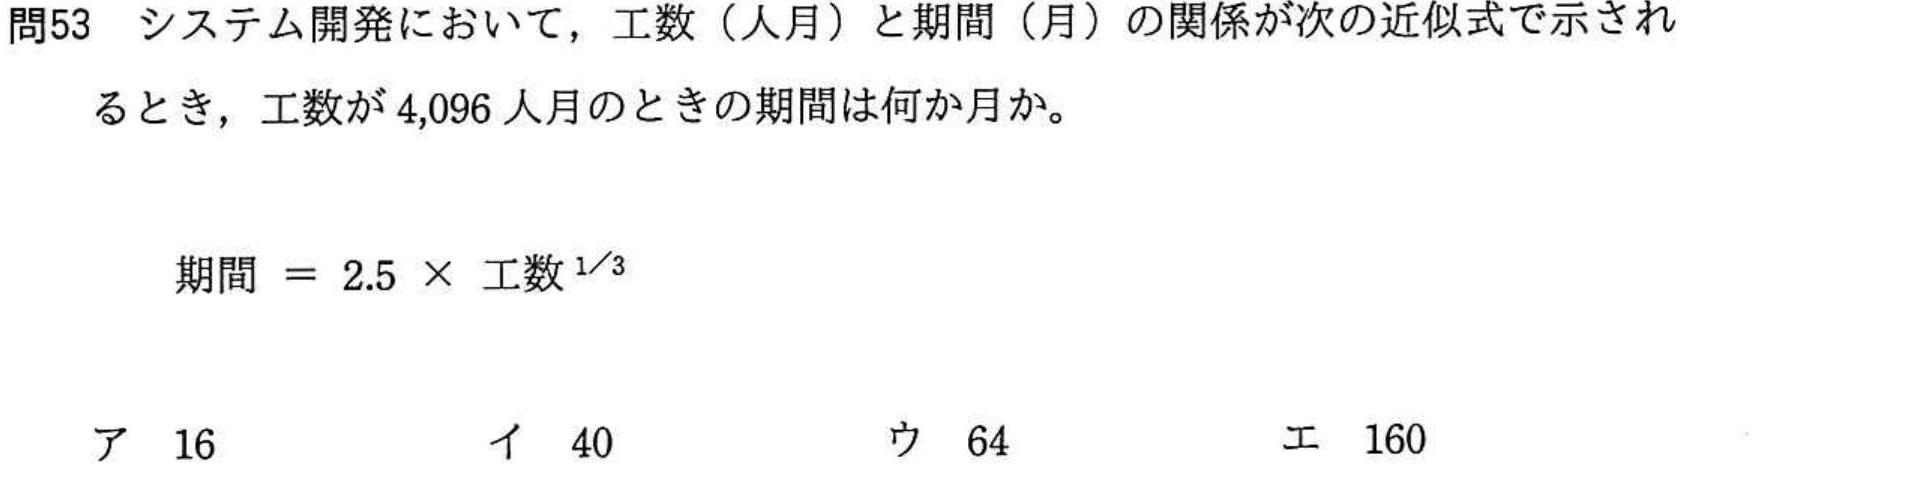 問53　システム開発において，工数（人月）と期間（月）の関係が次の近似式で示され
るとき，工数が 4,096 人月のときの期間は何か月か。
期間 ＝ 2.5 × 工数 1／3
ア　16　イ　40　ウ　64　エ　160